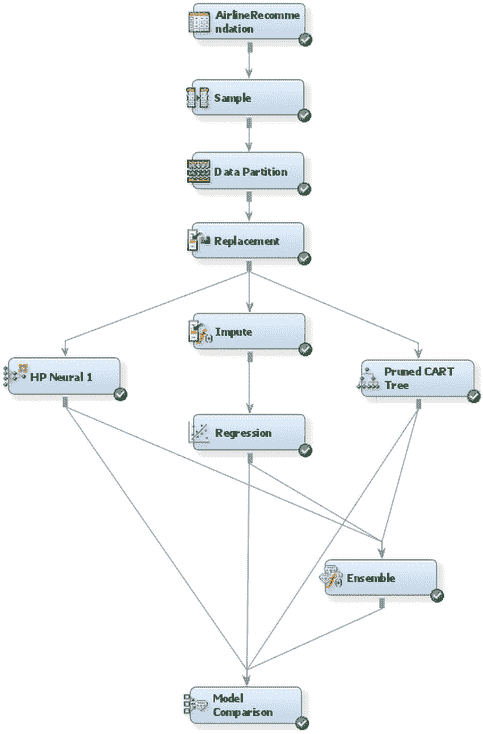 AirlineRecomme
ndation
Sample
Data Partition
Replacement
Impute
HP Neural 1
Pruned CART
Tree
Regression
Ensemble
Model
Comparison